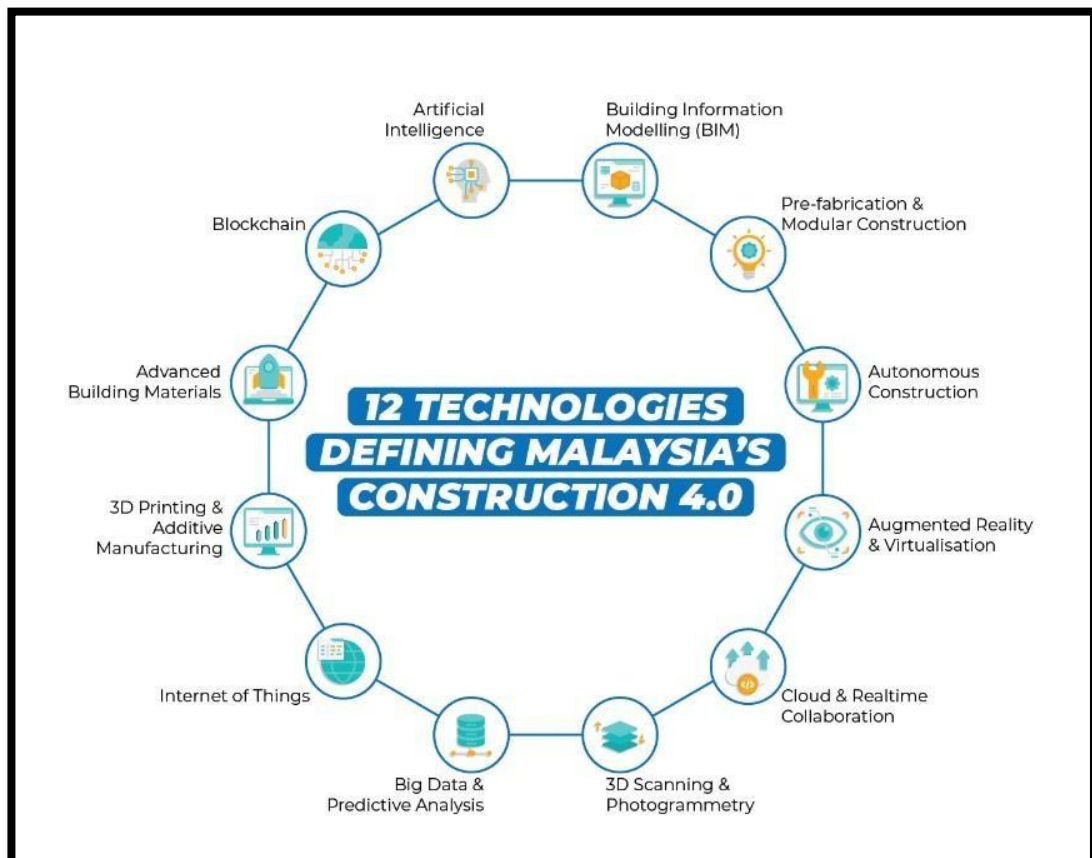 Artificial
Intelligence
Building Information
Modelling (BIM)
Blockchain
Pre-fabrication &
Modular Construction
Advanced
Building Materials
Autonomous
Construction
12 TECHNOLOGIES
DEFINING MALAYSIA'S
CONSTRUCTION 4.0
3D Printing &
Additive
Manufacturing
Augmented Reality
& Virtualisation
Internet of Things
Cloud & Realtime
Collaboration
Big Data &
Predictive Analysis
3D Scanning &
Photogrammetry